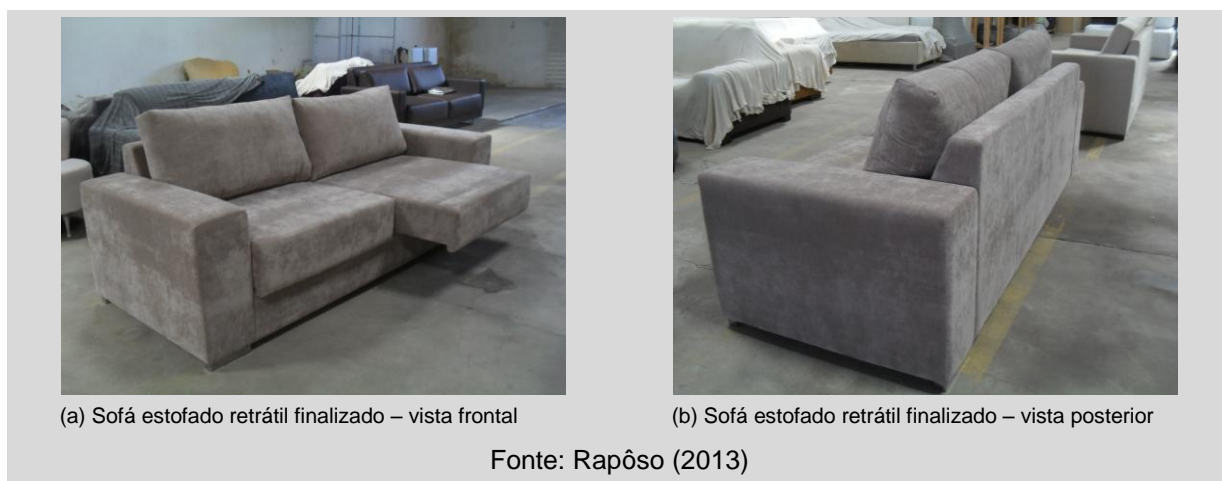 (a) Sofá estofado retrátil finalizado – vista frontal
(b) Sofá estofado retrátil finalizado – vista posterior
Fonte: Rapôso (2013)